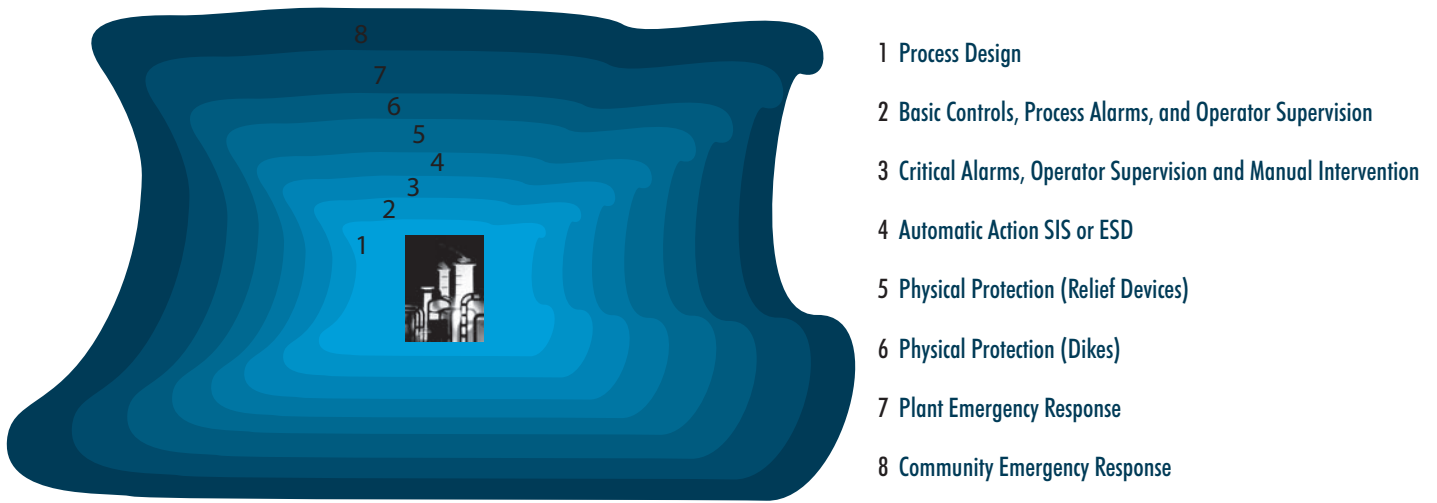 8
7
6
5
4
3
2
1
1 Process Design
2 Basic Controls, Process Alarms, and Operator Supervision
3 Critical Alarms, Operator Supervision and Manual Intervention
4 Automatic Action SIS or ESD
5 Physical Protection (Relief Devices)
6 Physical Protection (Dikes)
7 Plant Emergency Response
8 Community Emergency Response